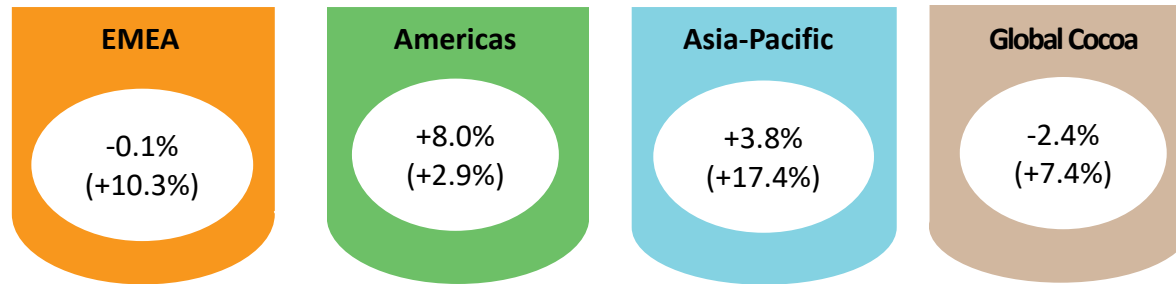 EMEA
-0.1%
(+10.3%)
Americas
+8.0%
(+2.9%)
Asia-Pacific
+3.8%
(+17.4%)
Global Cocoa
-2.4%
(+7.4%)